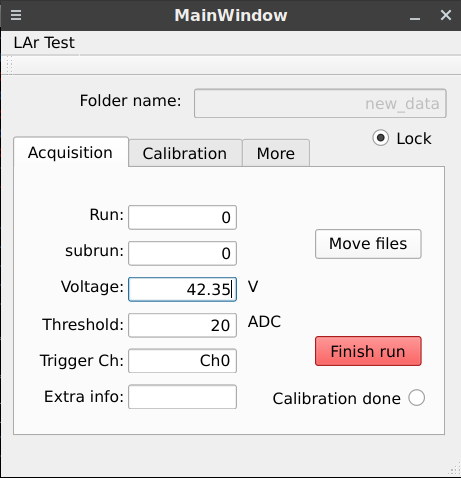 MainWindow
LAr Test
Folder name: new_data
Lock
Acquisition Calibration More
Run: 0
subrun: 0
Move files
Voltage: 42.35 V
Threshold: 20 ADC
Finish run
Trigger Ch: Ch0
Extra info:
Calibration done